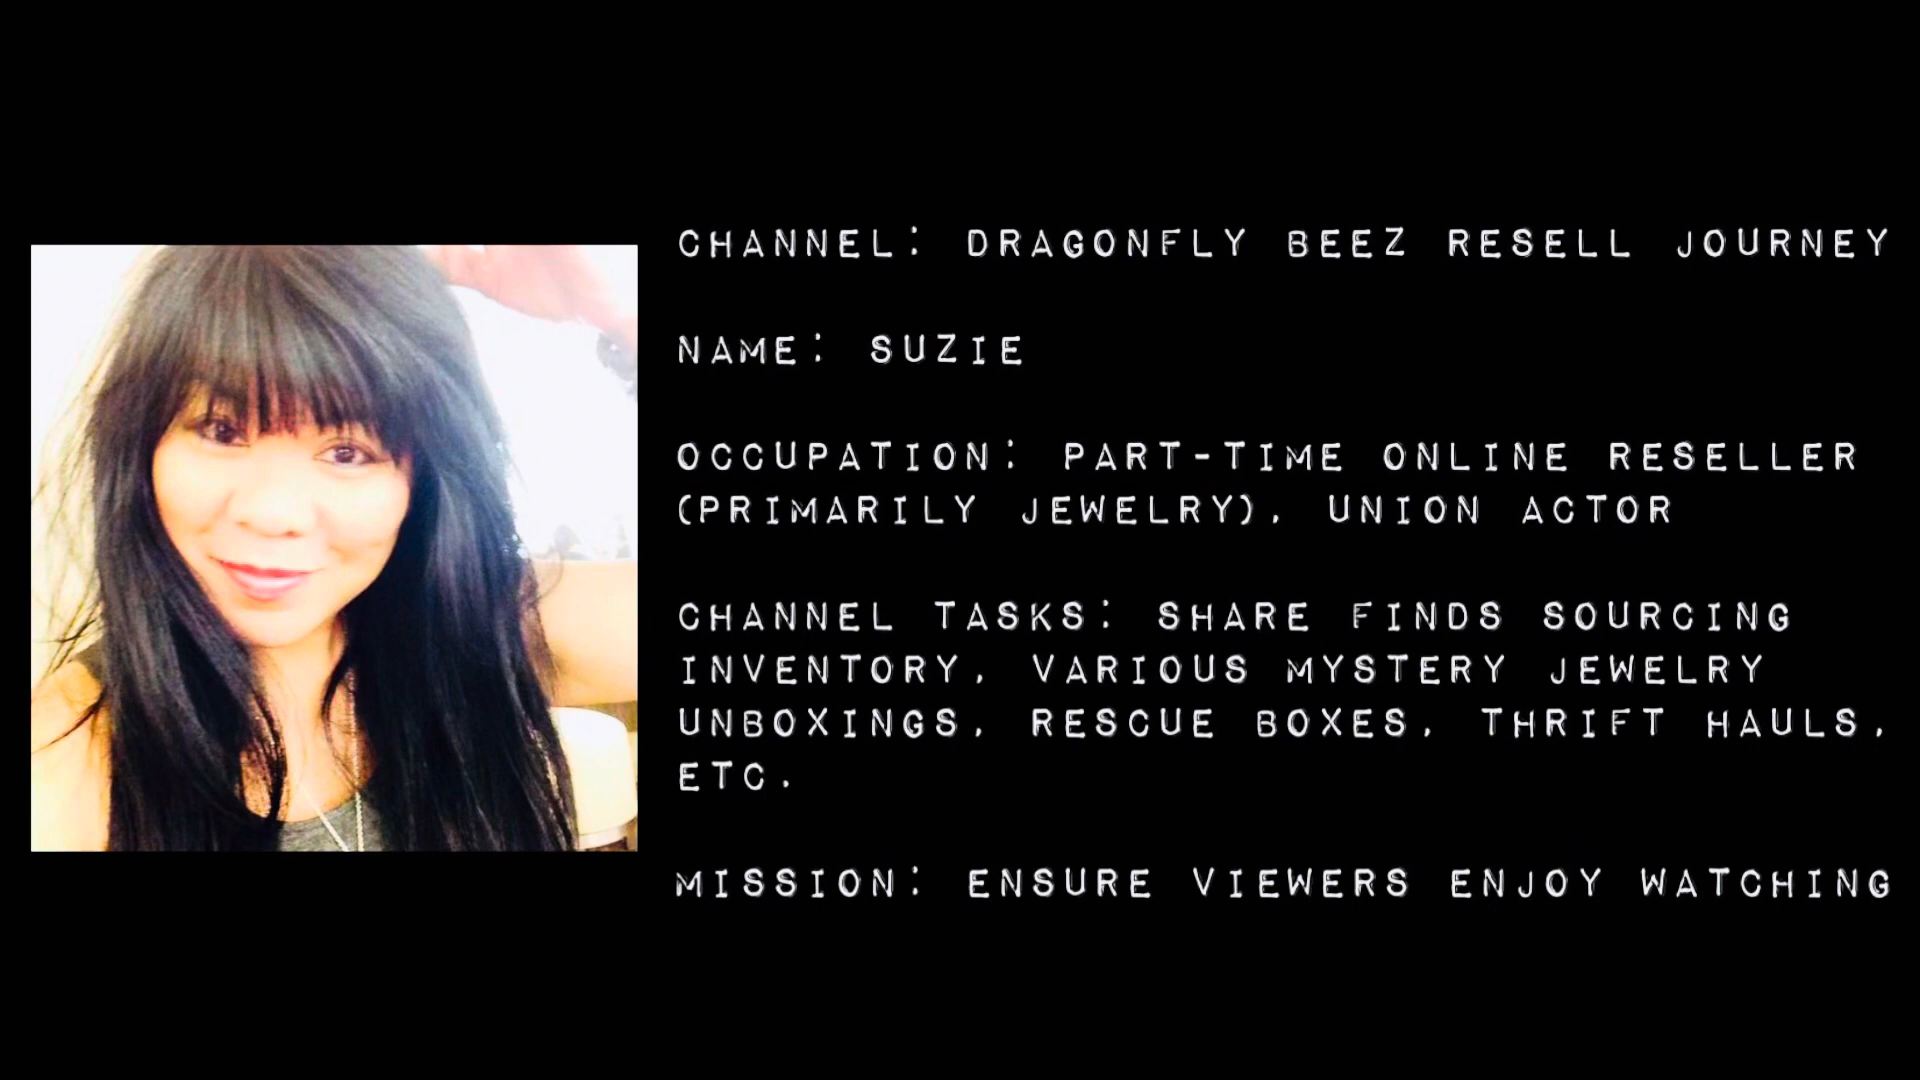 CHANNEL: DRAGONFLY BEEZ RESELL JOURNEY
NAME: SUZIE
OCCUPATION: PART-TIME ONLINE RESELLER
(PRIMARILY JEWELRY), UNION ACTOR
CHANNEL TASKS: SHARE FINDS SOURCING
INVENTORY, VARIOUS MYSTERY JEWELRY
UNBOXINGS, RESCUE BOXES, THRIFT HAULS,
ETC.
MISSION: ENSURE VIEWERS ENJOY WATCHING